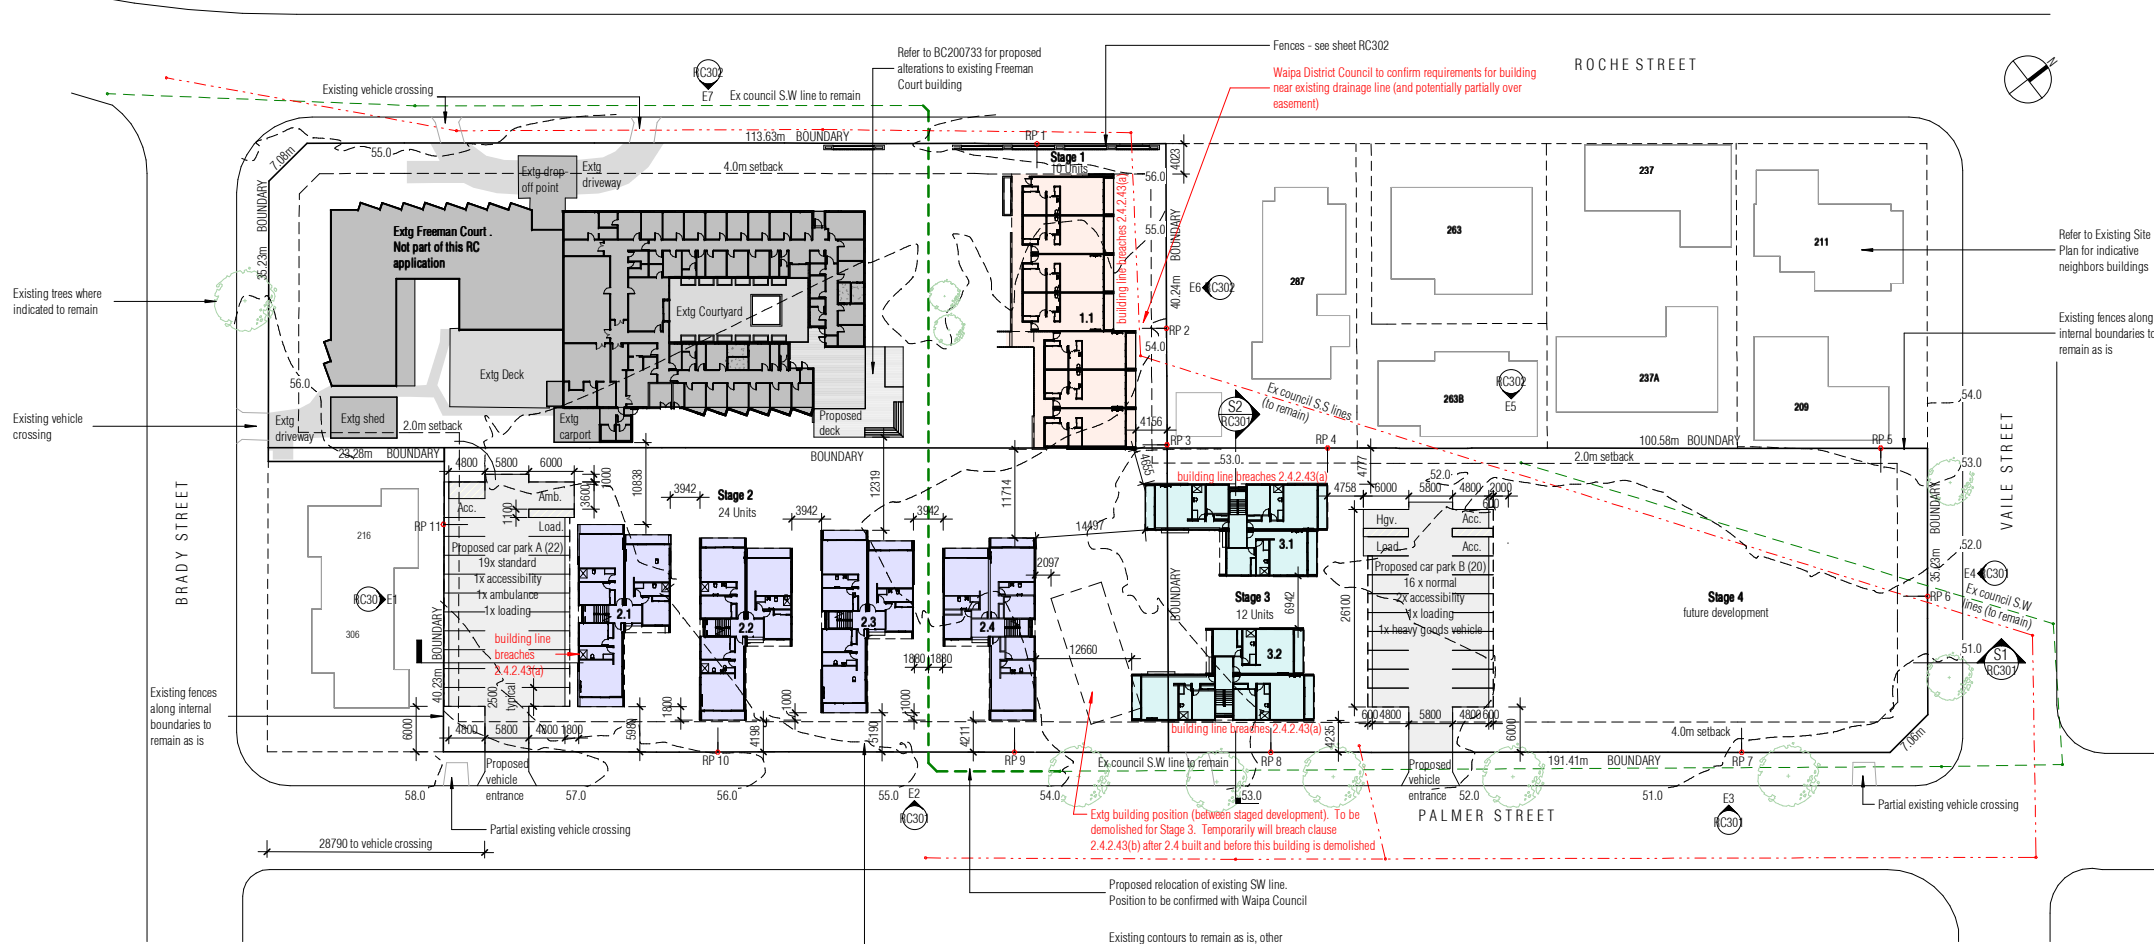 Refer to BC200733 for proposed
alterations to existing Freeman
Court building
Fences - see sheet RC302
Waipa District Council to confirm requirements for building
near existing drainage line (and potentially partially over
easement)
ROCHE STREET
N
RC302
E7
Existing vehicle crossing
Ex council S.W line to remain
113.63m BOUNDARY
RP 1
7.08m
55.0
4.0m setback
Extg drop
off point
Extg
driveway
Stage 1
10 Units
4023
56.0
BOUNDARY
35.23m
Extg Freeman Court .
Not part of this RC
application
building line breaches 2.4.2.43(a)
55.0
BOUNDARY
40.24m
237
263
211
287
Refer to Existing Site
Plan for indicative
neighbors buildings
Existing trees where
indicated to remain
Extg Courtyard
E6
RC302
1.1
RP 2
54.0
Existing fences along
internal boundaries to
remain as is
Extg Deck
56.0
Ex council S.S lines
(to remain)
RC302
E5
237A
263B
209
54.0
Existing vehicle
crossing
Extg
driveway
Extg shed
2.0m setback
Extg
carport
Proposed
deck
S2
RC301
4156
RP 3
RP 4
100.58m BOUNDARY
RP 5
23.28m BOUNDARY
BOUNDARY
4800
5800
6000
1000
3600
10838
12319
11714
4655
53.0
4777
52.0
2.0m setback
53.0
VALE STREET
BRADY STREET
3942
Stage 2
24 Units
3942
3942
building line breaches 2.4.2.43(a)
4758
6000
5800
4800
2000
600
BOUNDARY
35.23m
Acc.
Amb.
1100
Load.
RP 11
14497
3.1
Hgv.
Acc.
Load.
Acc.
216
Proposed car park A (22)
19x standard
1x accessibility
1x ambulance
1x loading
2097
Proposed car park B (20)
16 x normal
2x accessibility
1x loading
1x heavy goods vehicle
26100
52.0
RC301
E1
306
2.1
2.2
2.3
2.4
BOUNDARY
Stage 3
12 Units
6942
Stage 4
future development
E4
RC301
RP 6
Ex council S.W
lines (to remain)
building line
breaches
2.4.2.43(a)
BOUNDARY
40.23m
1880
1880
12660
3.2
51.0
S1
RC301
Existing fences
along internal
boundaries to
remain as is
2500
typical
1800
1000
1000
6000
4800
5800
4800
1800
5989
4198
5190
4211
building line breaches 2.4.2.43(a)
4235
600
4800
5800
4800
600
6000
4.0m setback
7.06m
RP 10
RP 9
Ex council S.W line to remain
RP 8
191.41m BOUNDARY
RP 7
Proposed
vehicle
entrance
Proposed
vehicle
entrance
58.0
57.0
56.0
55.0
E2
RC301
54.0
53.0
52.0
51.0
E3
RC301
Partial existing vehicle crossing
PALMER STREET
Partial existing vehicle crossing
28790 to vehicle crossing
Extg building position (between staged development). To be
demolished for Stage 3. Temporarily will breach clause
2.4.2.43(b) after 2.4 built and before this building is demolished
Proposed relocation of existing SW line.
Position to be confirmed with Waipa Council
Existing contours to remain as is, other